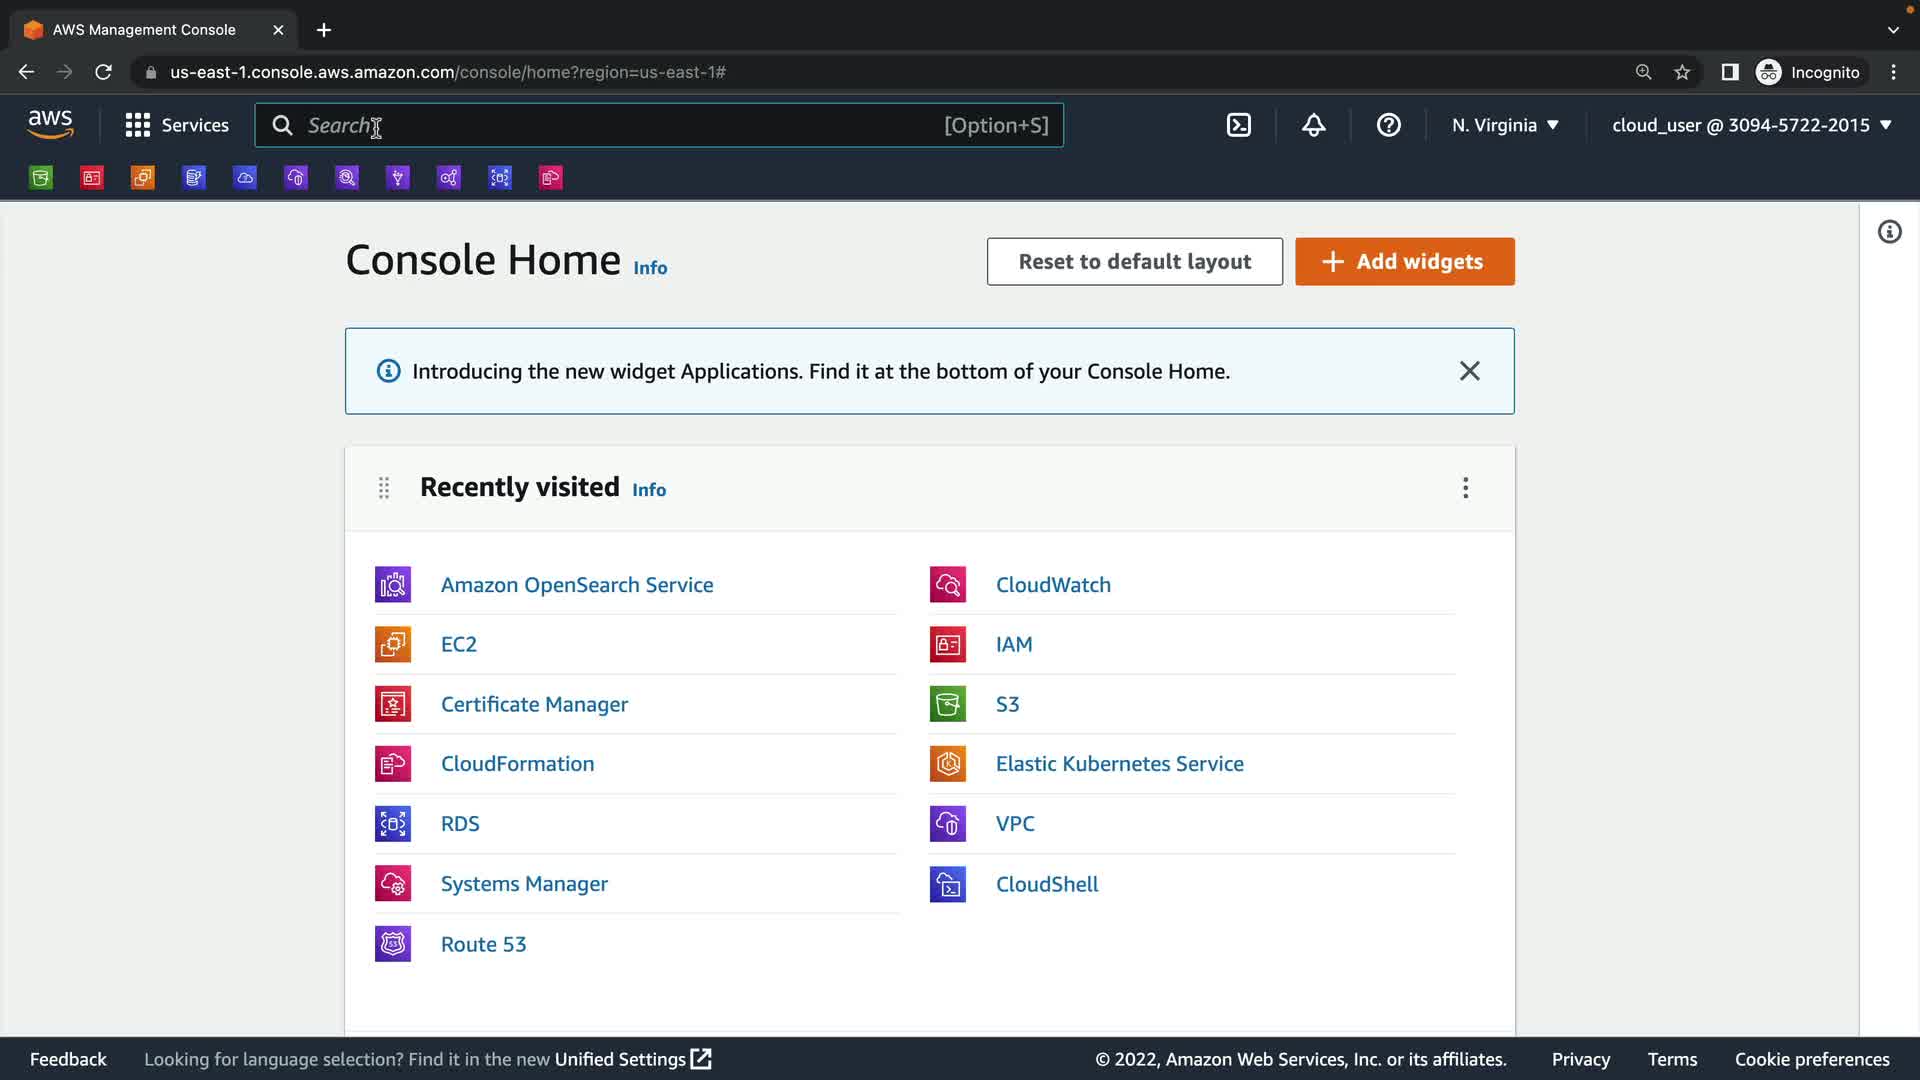 AWS Management Console
us-east-1.console.aws.amazon.com/console/home?region=us-east-1#
Incognito
aws
Services
Search
[Option+S]
N. Virginia
cloud_user @ 3094-5722-2015
Console Home Info
Reset to default layout
Add widgets
Introducing the new widget Applications. Find it at the bottom of your Console Home.
Recently visited Info
Amazon OpenSearch Service
CloudWatch
EC2
IAM
Certificate Manager
S3
CloudFormation
Elastic Kubernetes Service
RDS
VPC
Systems Manager
CloudShell
Route 53
Feedback
Looking for language selection? Find it in the new Unified Settings
© 2022, Amazon Web Services, Inc. or its affiliates.
Privacy
Terms
Cookie preferences